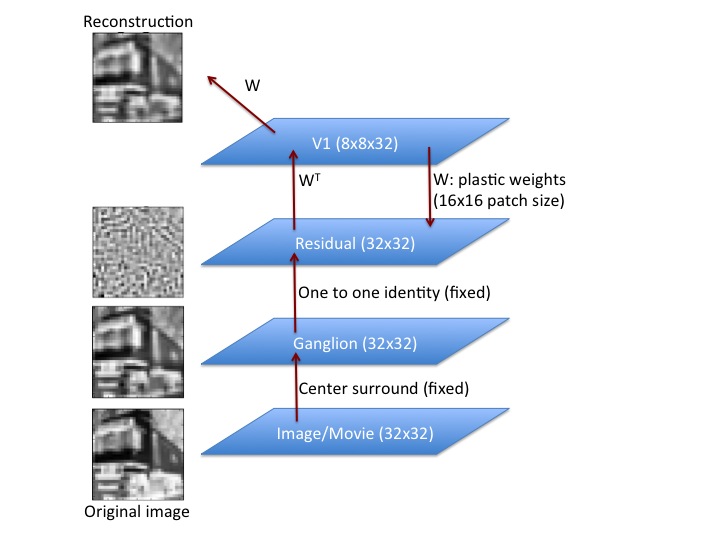 Reconstruction
W
V1 (8x8x32)
Wᵀ
W: plastic weights
(16x16 patch size)
Residual (32x32)
One to one identity (fixed)
Ganglion (32x32)
Center surround (fixed)
Image/Movie (32x32)
Original image